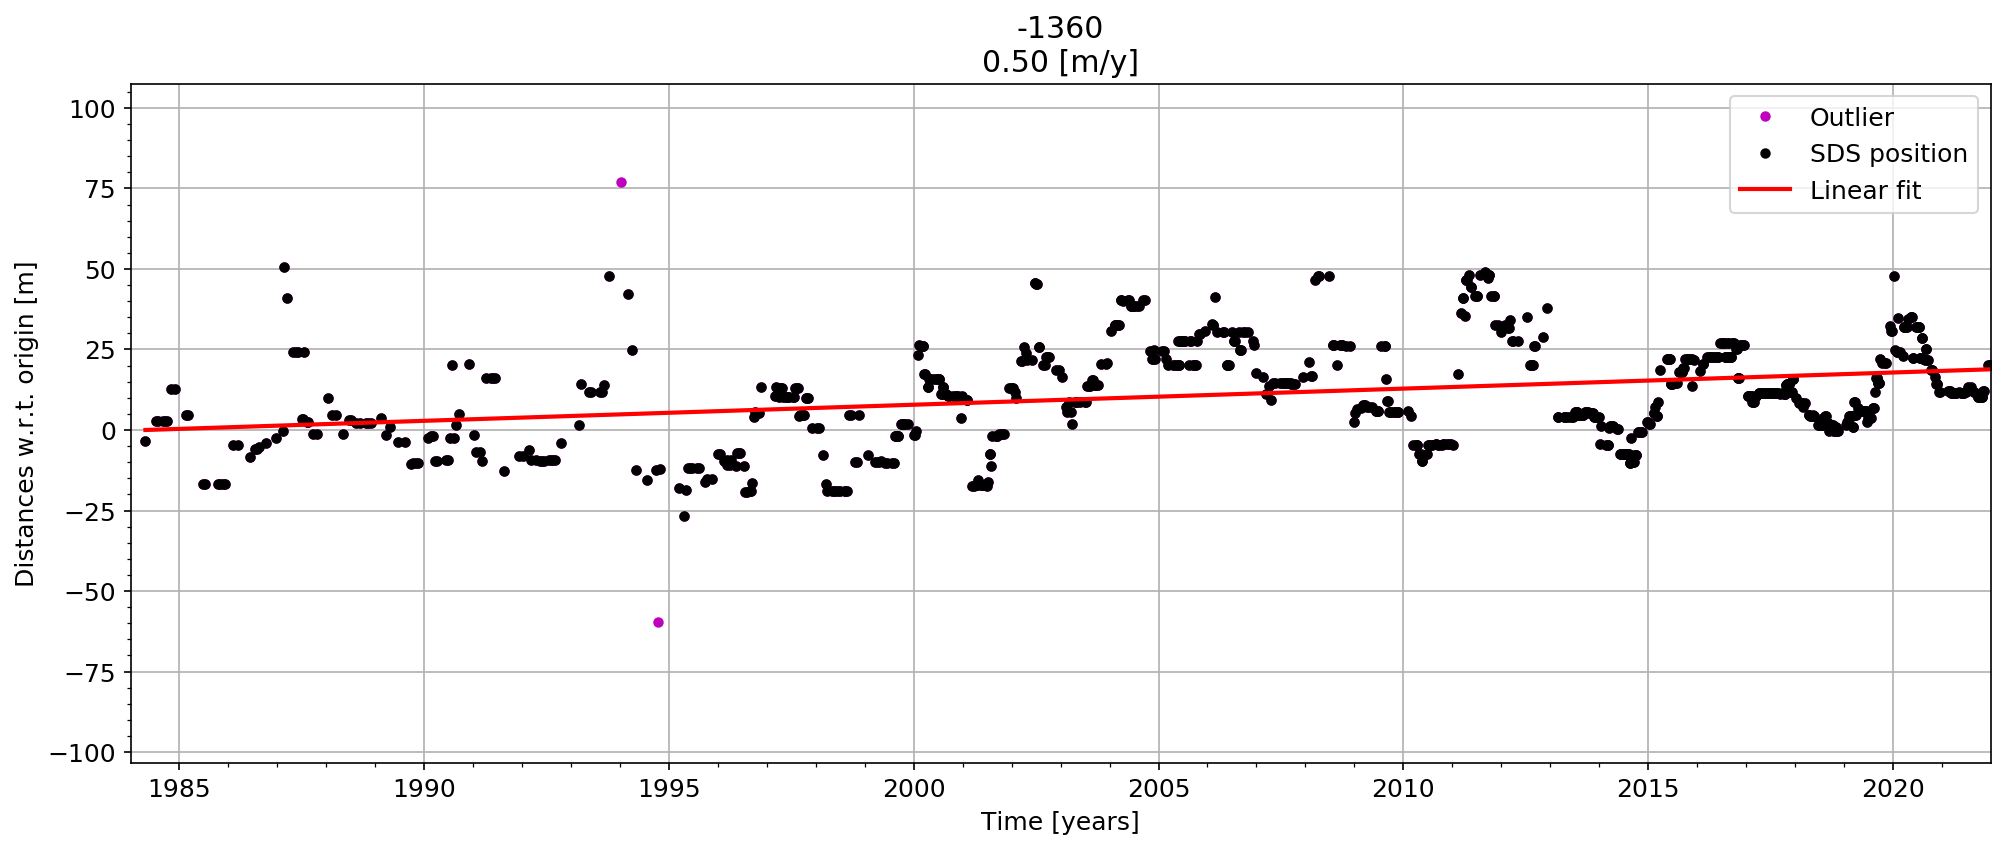 -1360
0.50 [m/y]
Distances w.r.t. origin [m]
100
75
50
25
0
−25
−50
−75
−100
Outlier
SDS position
Linear fit
1985 1990 1995 2000 2005 2010 2015 2020
Time [years]